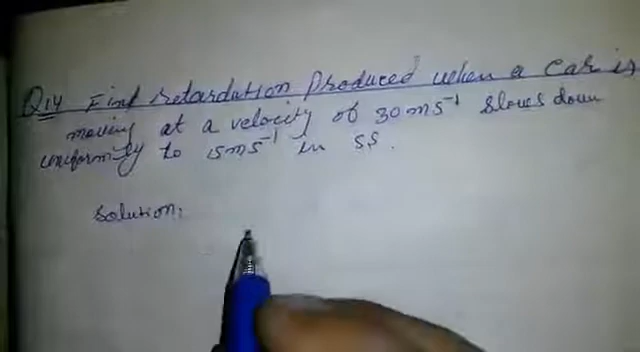 Q14 Find retardation Produced when a car is
moving at a velocity of 30ms⁻¹ slows down
uniformly to 15ms⁻¹ in 5S.
Solution: